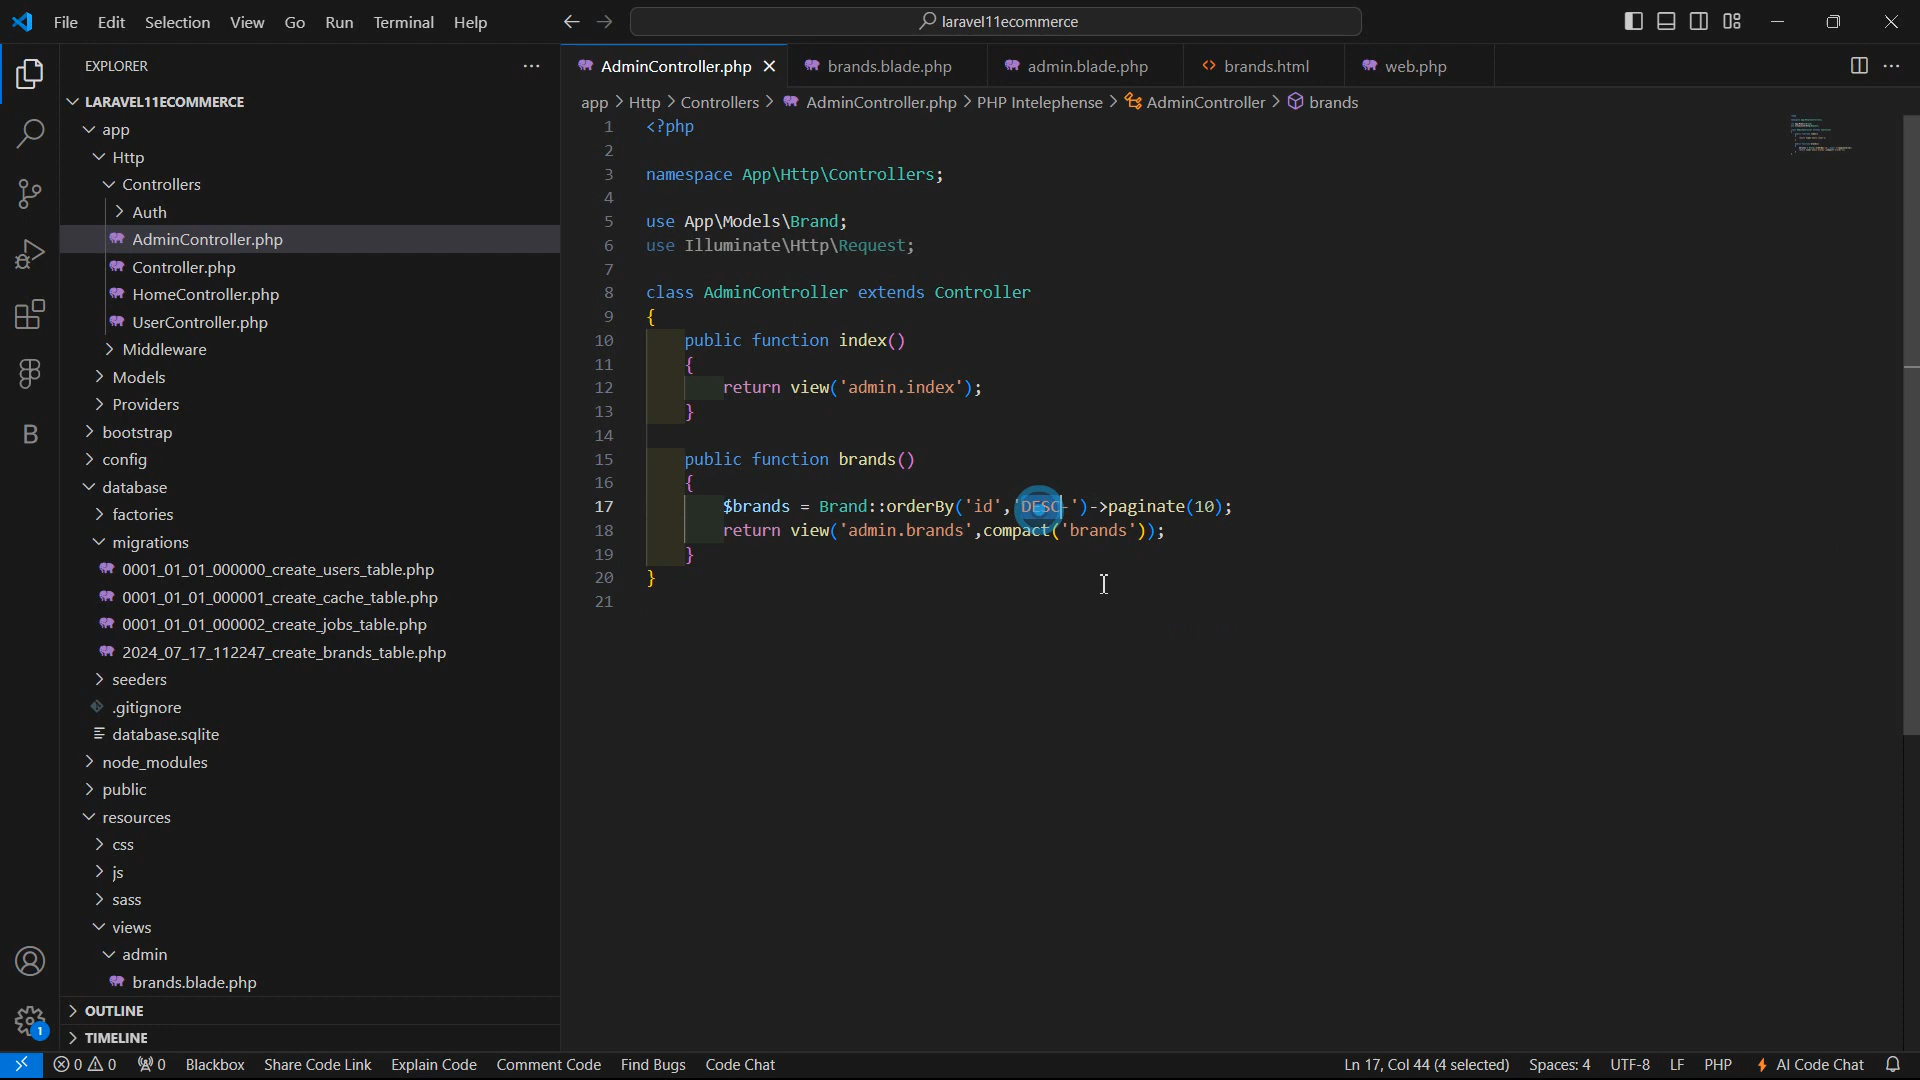 File Edit Selection View Go Run Terminal Help
laravel11ecommerce
EXPLORER
LARAVEL11ECOMMERCE
app
Http
Controllers
Auth
AdminController.php
Controller.php
HomeController.php
UserController.php
Middleware
Models
Providers
bootstrap
config
database
factories
migrations
0001_01_01_000000_create_users_table.php
0001_01_01_000001_create_cache_table.php
0001_01_01_000002_create_jobs_table.php
2024_07_17_112247_create_brands_table.php
seeders
.gitignore
database.sqlite
node_modules
public
resources
css
js
sass
views
admin
brands.blade.php
OUTLINE
TIMELINE
B
1
AdminController.php brands.blade.php admin.blade.php brands.html web.php
app > Http > Controllers > AdminController.php > PHP Intelephense > AdminController > brands
1 <?php
2
3 namespace App\Http\Controllers;
4
5 use App\Models\Brand;
6 use Illuminate\Http\Request;
7
8 class AdminController extends Controller
9 {
10 public function index()
11 {
12 return view('admin.index');
13 }
14
15 public function brands()
16 {
17 $brands = Brand::orderBy('id','DESC')->paginate(10);
18 return view('admin.brands',compact('brands'));
19 }
20 }
21
0 0 0 Blackbox Share Code Link Explain Code Comment Code Find Bugs Code Chat
Ln 17, Col 44 (4 selected) Spaces: 4 UTF-8 LF PHP AI Code Chat